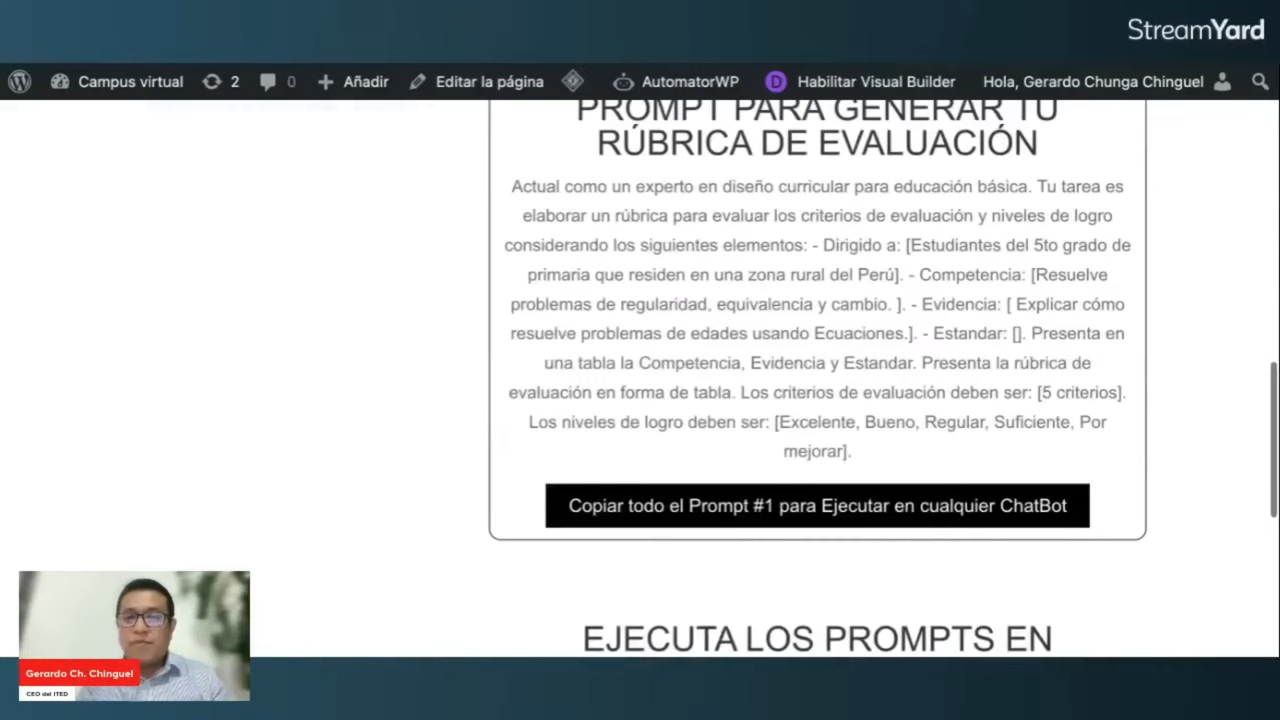 StreamYard
Campus virtual 2 0 Añadir Editar la página AutomatorWP D Habilitar Visual Builder Hola, Gerardo Chunga Chinguel
PROMPT PARA GENERAR TU
RÚBRICA DE EVALUACIÓN
Actual como un experto en diseño curricular para educación básica. Tu tarea es
elaborar un rúbrica para evaluar los criterios de evaluación y niveles de logro
considerando los siguientes elementos: - Dirigido a: [Estudiantes del 5to grado de
primaria que residen en una zona rural del Perú]. - Competencia: [Resuelve
problemas de regularidad, equivalencia y cambio. ]. - Evidencia: [ Explicar cómo
resuelve problemas de edades usando Ecuaciones.]. - Estandar: []. Presenta en
una tabla la Competencia, Evidencia y Estandar. Presenta la rúbrica de
evaluación en forma de tabla. Los criterios de evaluación deben ser: [5 criterios].
Los niveles de logro deben ser: [Excelente, Bueno, Regular, Suficiente, Por
mejorar].
Copiar todo el Prompt #1 para Ejecutar en cualquier ChatBot
EJECUTA LOS PROMPTS EN
Gerardo Ch. Chinguel
CEO del ITED